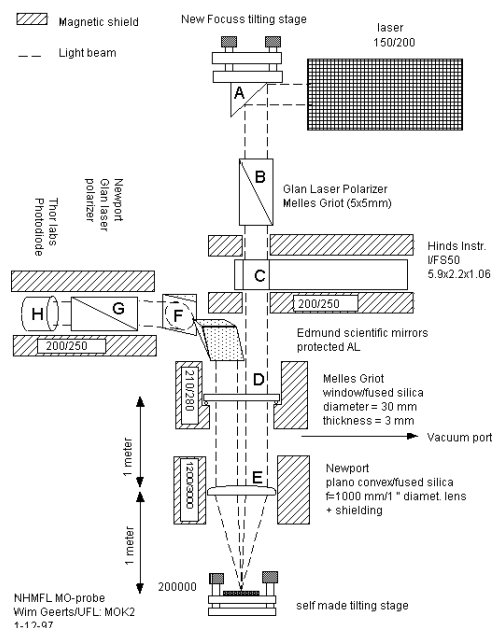 New Focuss tilting stage
Magnetic shield
Light beam
laser
150/200
A
B
Glan Laser Polarizer
Melles Griot (5x5mm)
Newport
Glan laser
polarizer
Thor labs
Photodiode
Hinds Instr.
I/FS50
5.9x2.2x1.06
C
200/250
H
G
F
200/250
Edmund scientific mirrors
protected AL
D
210/280
Melles Griot
window/fused silica
diameter = 30 mm
thickness = 3 mm
Vacuum port
1 meter
E
1200/3000
Newport
plano convex/fused silica
f=1000 mm/1 " diamet. lens
+ shielding
1 meter
200000
self made tilting stage
NHMFL MO-probe
Wim Geerts/UFL: MOK2
1-12-97